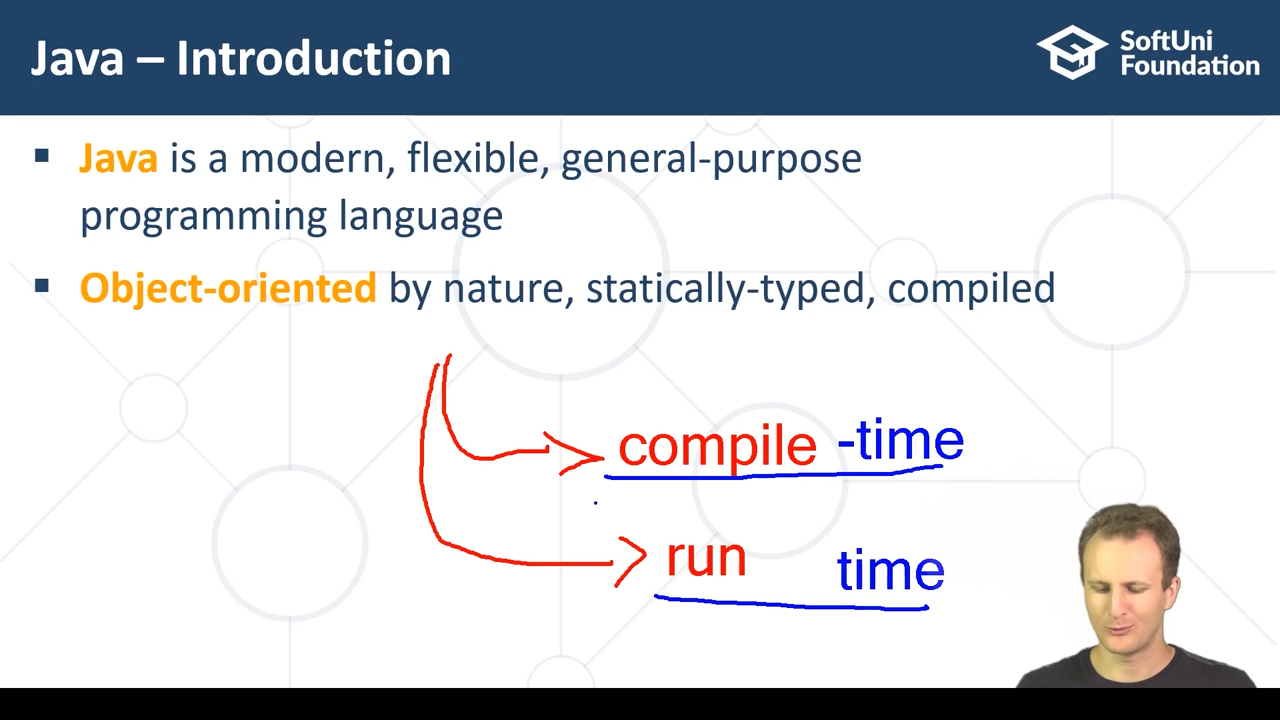 Java – Introduction
SoftUni
Foundation
▪ Java is a modern, flexible, general-purpose
programming language
▪ Object-oriented by nature, statically-typed, compiled
compile -time
run time